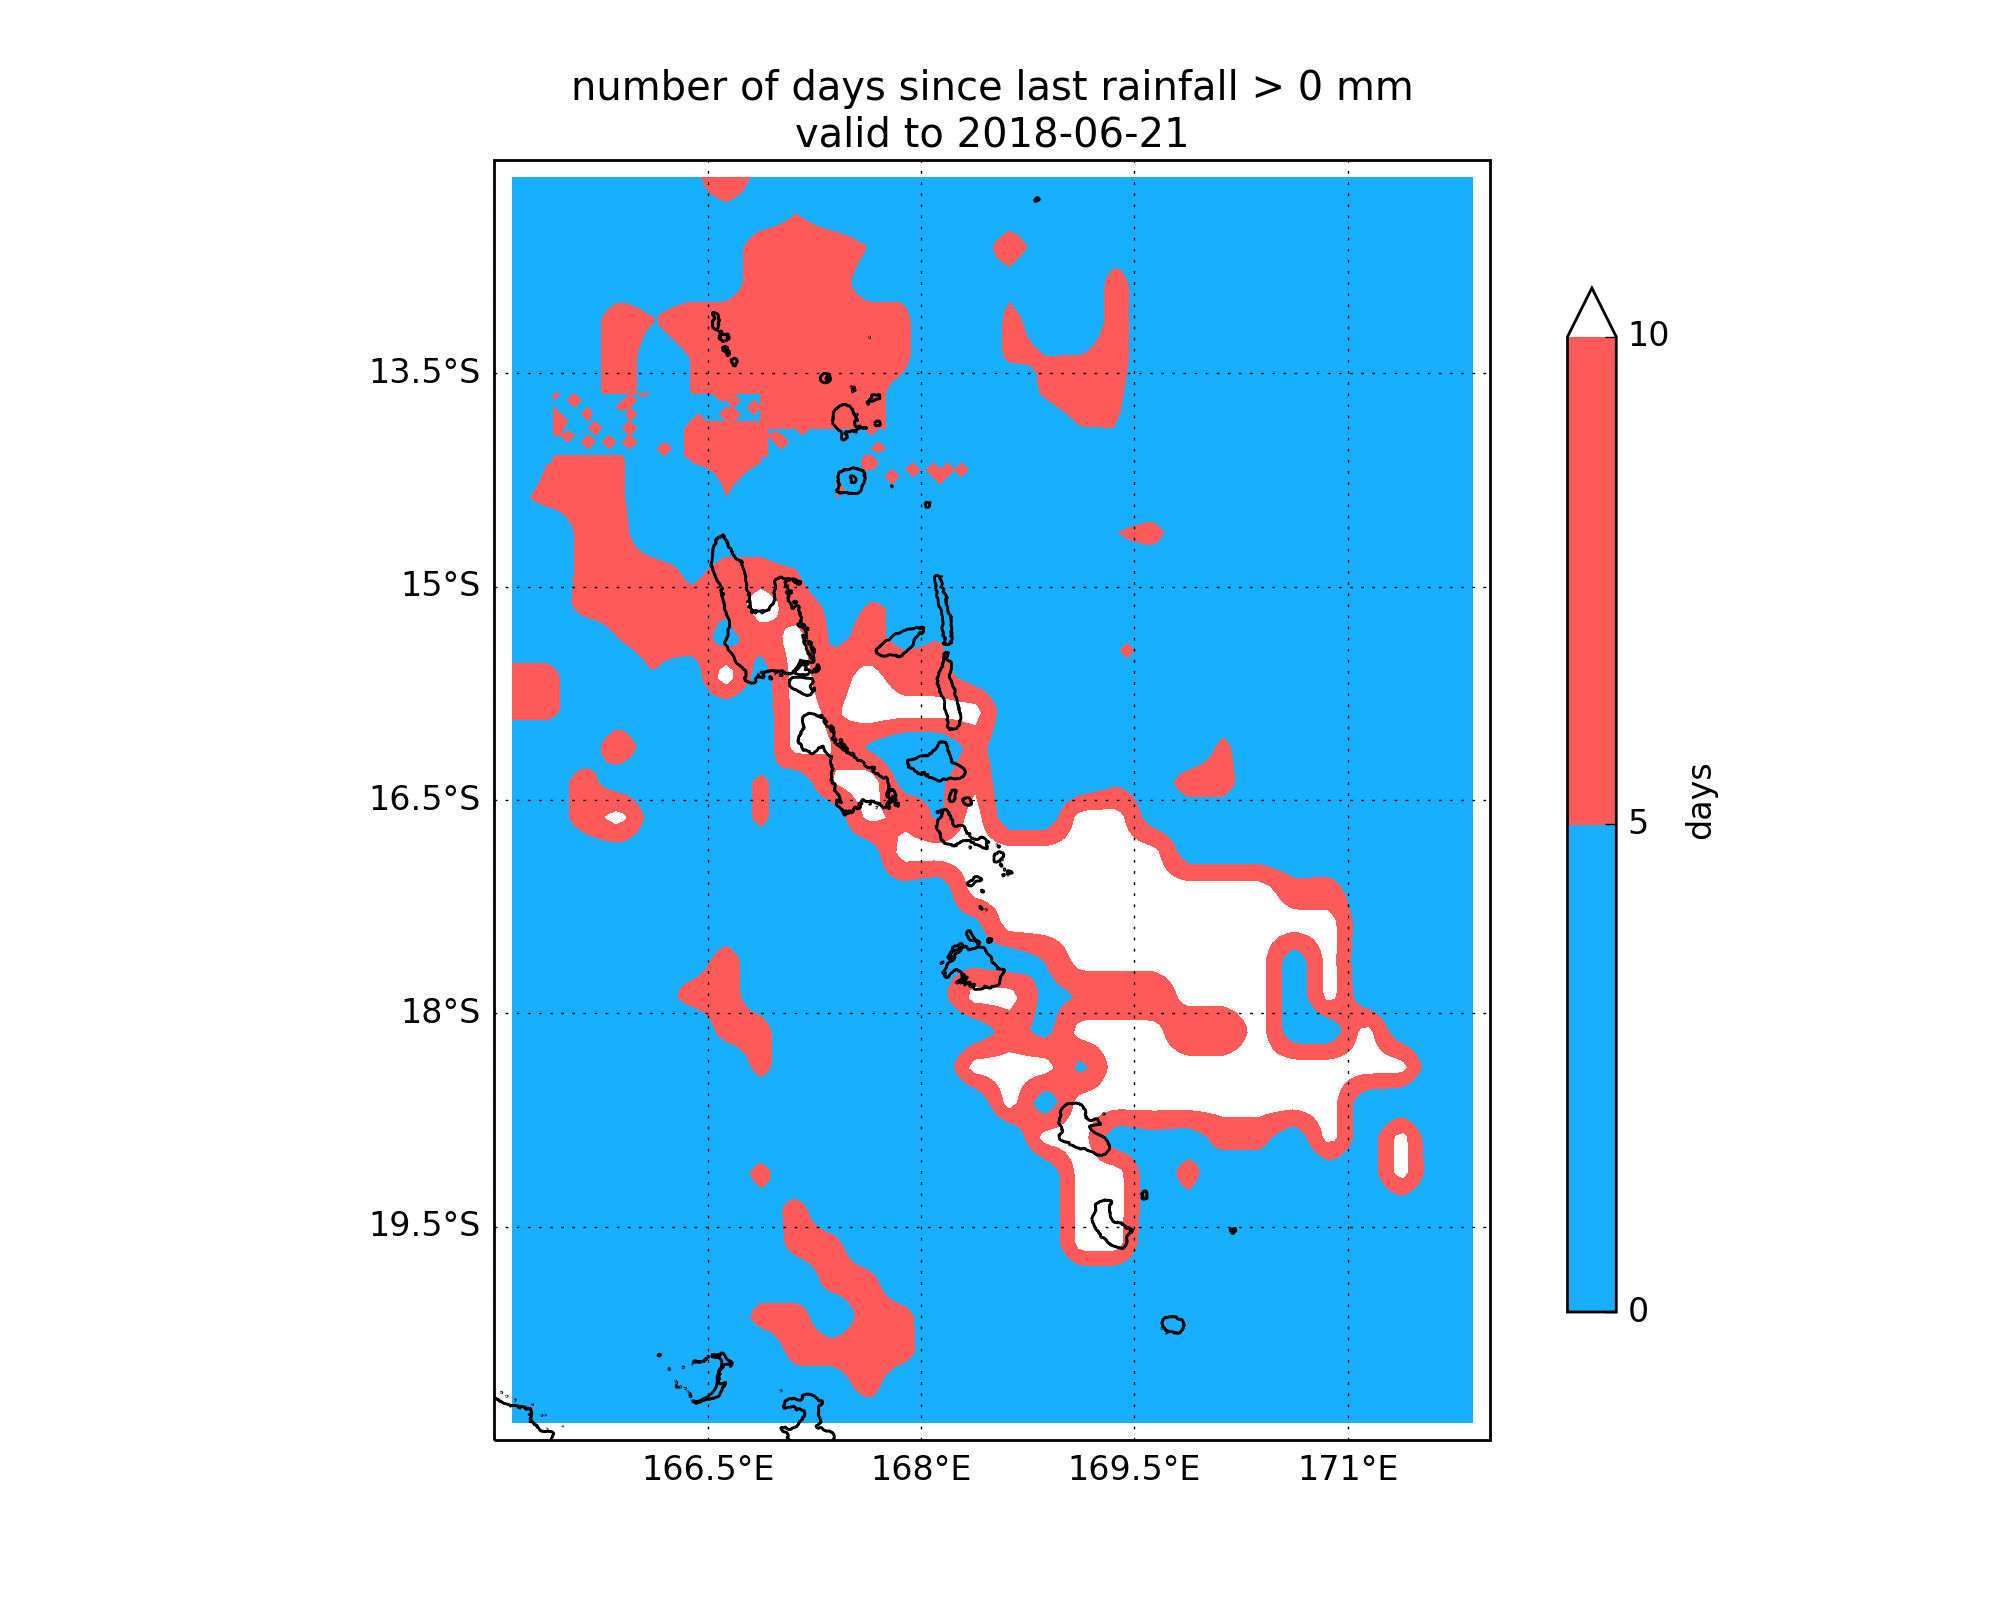 number of days since last rainfall > 0 mm
valid to 2018-06-21
13.5°S
15°S
16.5°S
18°S
19.5°S
166.5°E
168°E
169.5°E
171°E
10
5
0
days